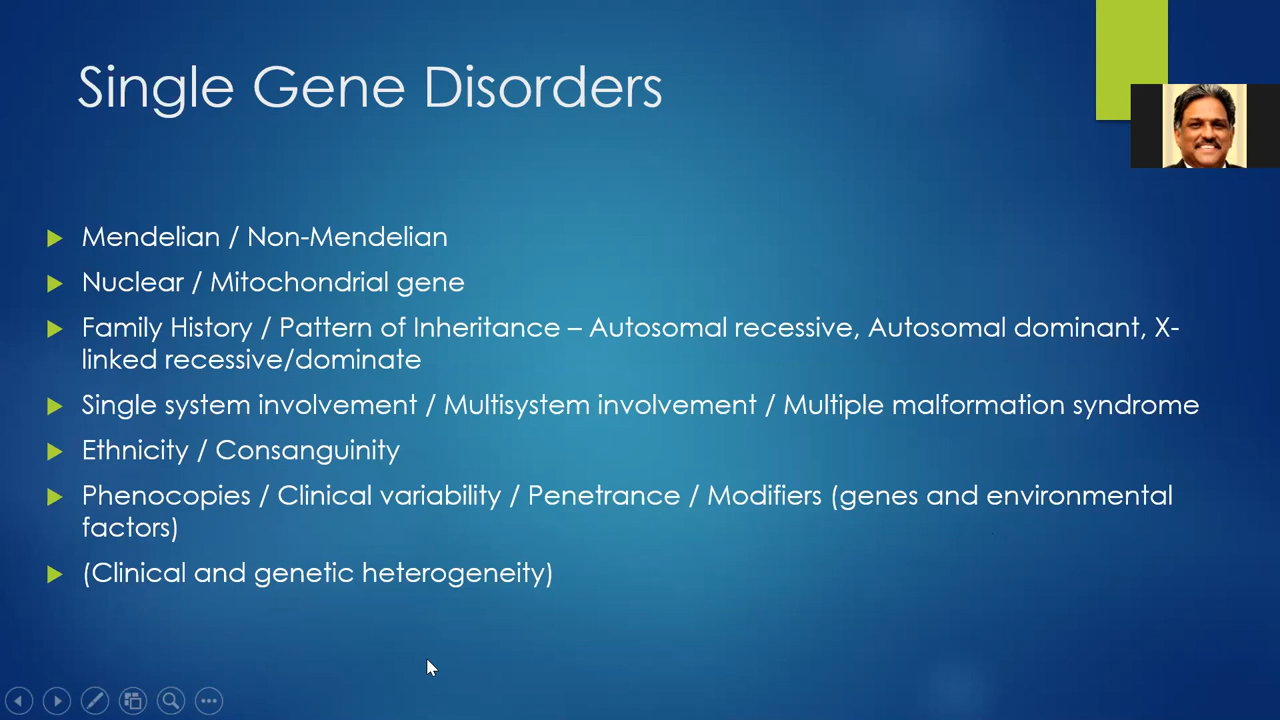 Single Gene Disorders
Mendelian / Non-Mendelian
Nuclear / Mitochondrial gene
Family History / Pattern of Inheritance – Autosomal recessive, Autosomal dominant, X-
linked recessive/dominate
Single system involvement / Multisystem involvement / Multiple malformation syndrome
Ethnicity / Consanguinity
Phenocopies / Clinical variability / Penetrance / Modifiers (genes and environmental
factors)
(Clinical and genetic heterogeneity)